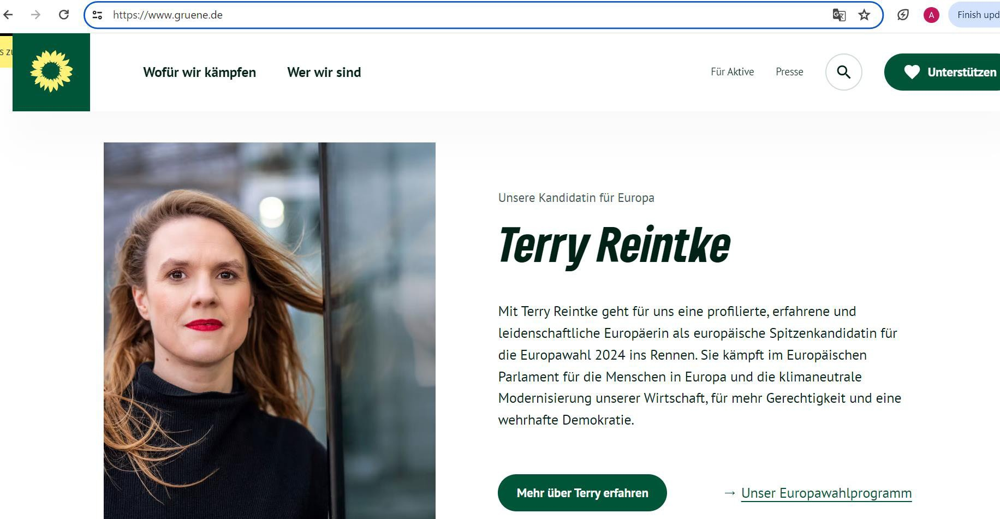 https://www.gruene.de
A
Finish upd
s zu
Wofür wir kämpfen
Wer wir sind
Für Aktive
Presse
Unterstützen
Unsere Kandidatin für Europa
Terry Reintke
Mit Terry Reintke geht für uns eine profilierte, erfahrene und
leidenschaftliche Europäerin als europäische Spitzenkandidatin für
die Europawahl 2024 ins Rennen. Sie kämpft im Europäischen
Parlament für die Menschen in Europa und die klimaneutrale
Modernisierung unserer Wirtschaft, für mehr Gerechtigkeit und eine
wehrhafte Demokratie.
Mehr über Terry erfahren
→ Unser Europawahlprogramm